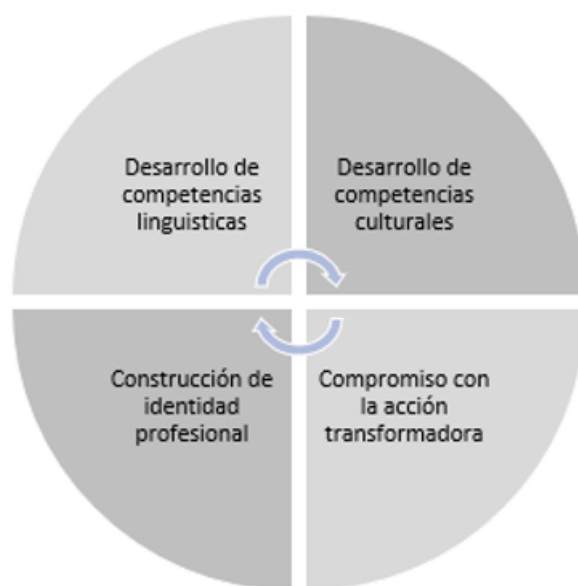 Desarrollo de
competencias
linguisticas
Desarrollo de
competencias
culturales
Construcción de
identidad
profesional
Compromiso con
la acción
transformadora